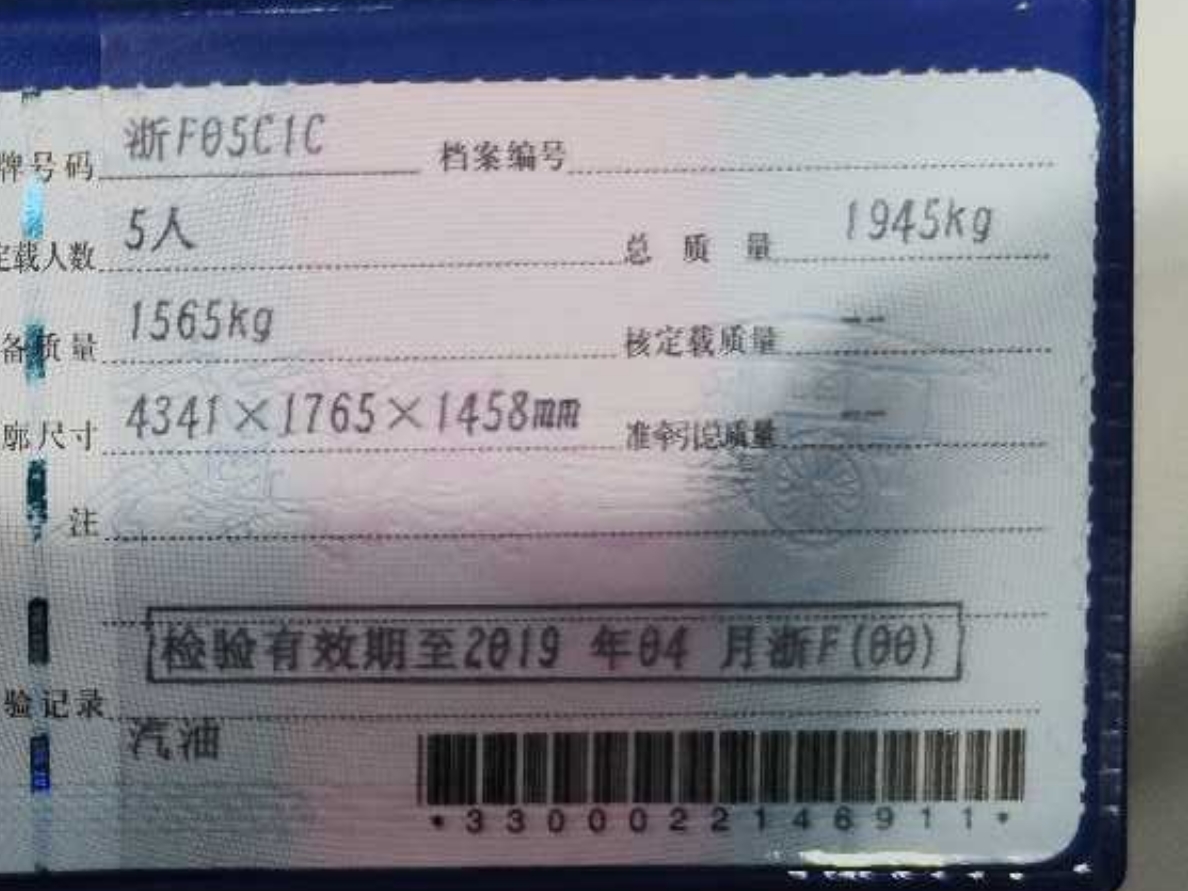 牌号码 浙F05C1C 档案编号
定载人数 5人 总质量 1945kg
备质量 1565kg 核定载质量 --
廓尺寸 4341×1765×1458mm 准牵引总质量 --
注
检验有效期至2019 年04 月浙F(00)
验记录
汽油
*3300022146911*